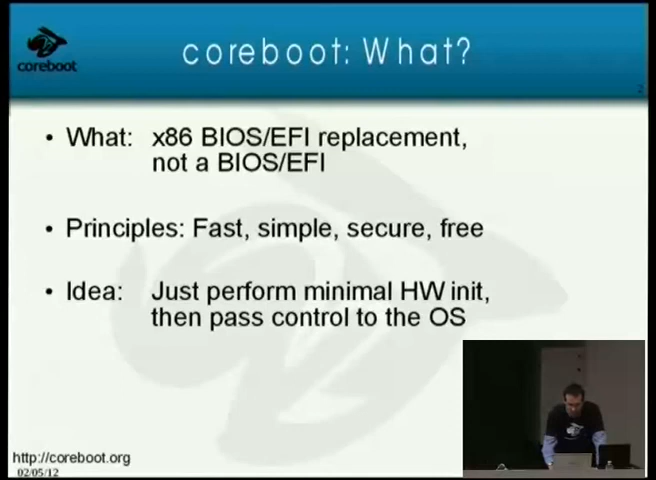 coreboot
coreboot: What?
2
• What: x86 BIOS/EFI replacement,
not a BIOS/EFI
• Principles: Fast, simple, secure, free
• Idea: Just perform minimal HW init,
then pass control to the OS
http://coreboot.org
02/05/12